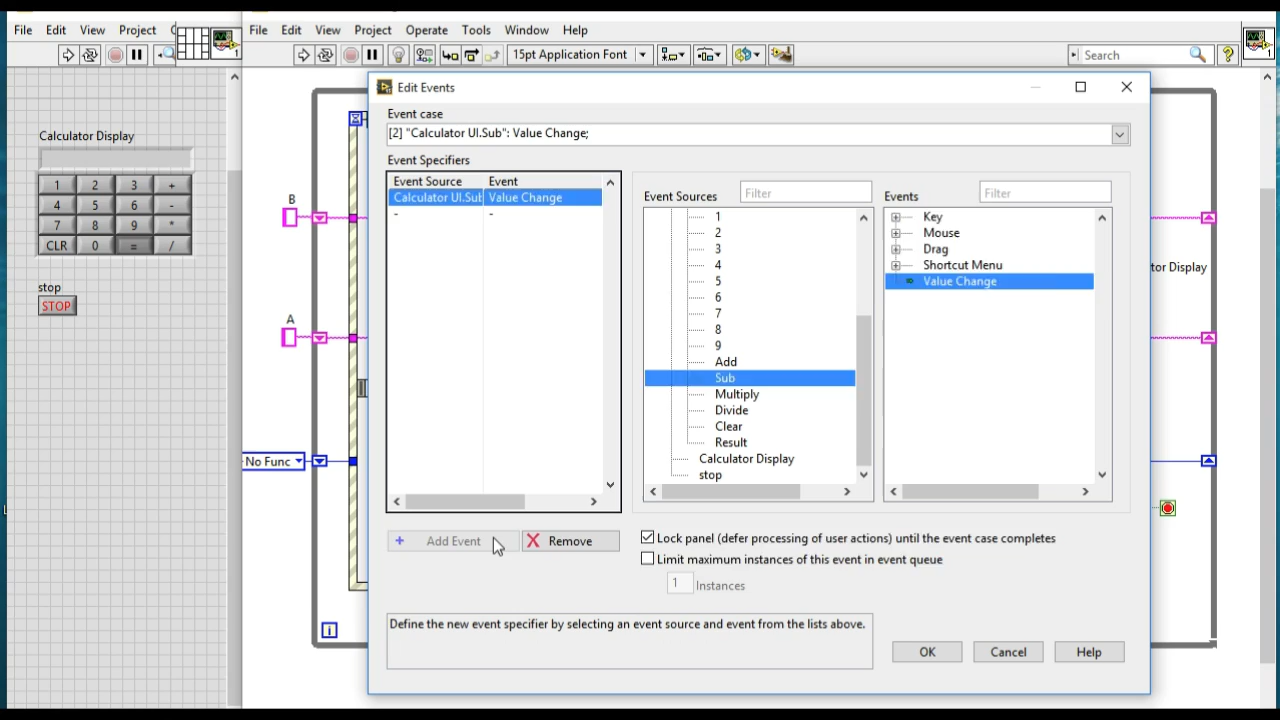 File Edit View Project
File Edit View Project Operate Tools Window Help
15pt Application Font
Search
?
1
Calculator Display
1 2 3 +
4 5 6 -
7 8 9 *
CLR 0 = /
stop
STOP
B
A
No Func
i
tor Display
Edit Events
Event case
[2] "Calculator UI.Sub": Value Change;
Event Specifiers
Event Source Event
Calculator UI.Sub Value Change
- -
+ Add Event
Remove
Event Sources
Filter
1
2
3
4
5
6
7
8
9
Add
Sub
Multiply
Divide
Clear
Result
Calculator Display
stop
Events
Filter
Key
Mouse
Drag
Shortcut Menu
Value Change
Lock panel (defer processing of user actions) until the event case completes
Limit maximum instances of this event in event queue
1 Instances
Define the new event specifier by selecting an event source and event from the lists above.
OK Cancel Help